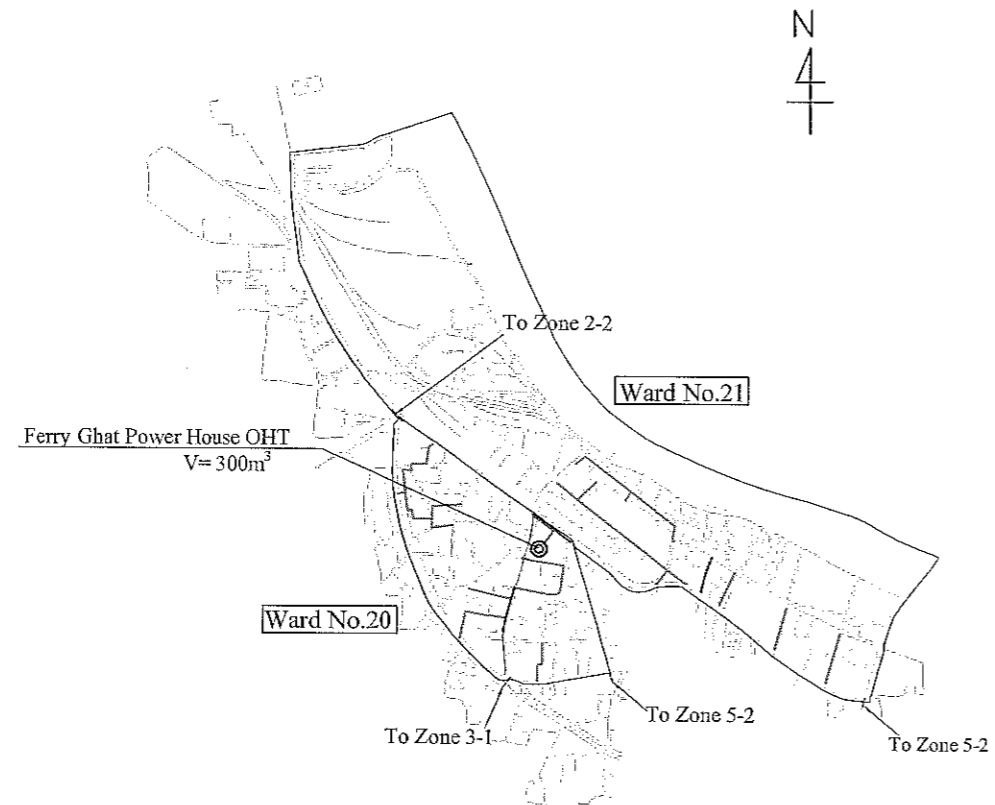 N
To Zone 2-2
Ward No.21
Ferry Ghat Power House OHT
V= 300m³
Ward No.20
To Zone 5-2
To Zone 3-1
To Zone 5-2